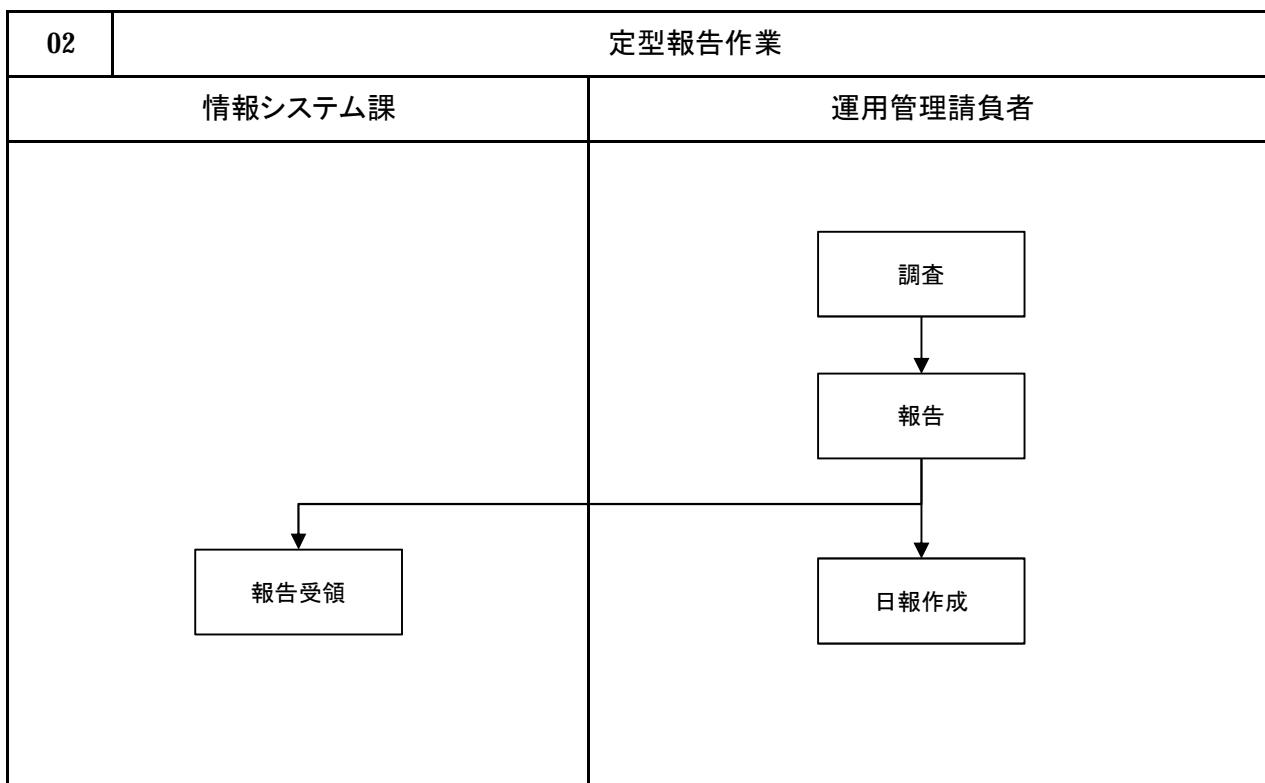 02
定型報告作業
情報システム課
運用管理請負者
調査
報告
報告受領
日報作成